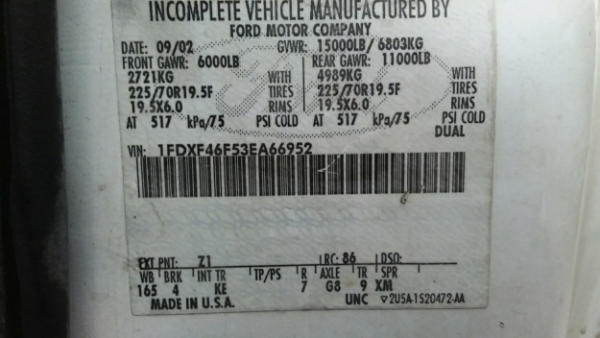 INCOMPLETE VEHICLE MANUFACTURED BY
FORD MOTOR COMPANY
DATE: 09/02 GVWR: 15000LB/ 6803KG
FRONT GAWR: 6000LB REAR GAWR: 11000LB
2721KG WITH 4989KG WITH
225/70R19.5F TIRES 225/70R19.5F TIRES
19.5X6.0 RIMS 19.5X6.0 RIMS
AT 517 kPa/75 PSI COLD AT 517 kPa/75 PSI COLD
DUAL
VIN: 1FDXF46F53EA66952
EXT PNT: Z1 RC: 86 DSO:
WB BRK INT TR TP/PS R AXLE TR SPR
165 4 KE 7 G8 9 XM
MADE IN U.S.A. UNC ▽2U5A-1520472-AA